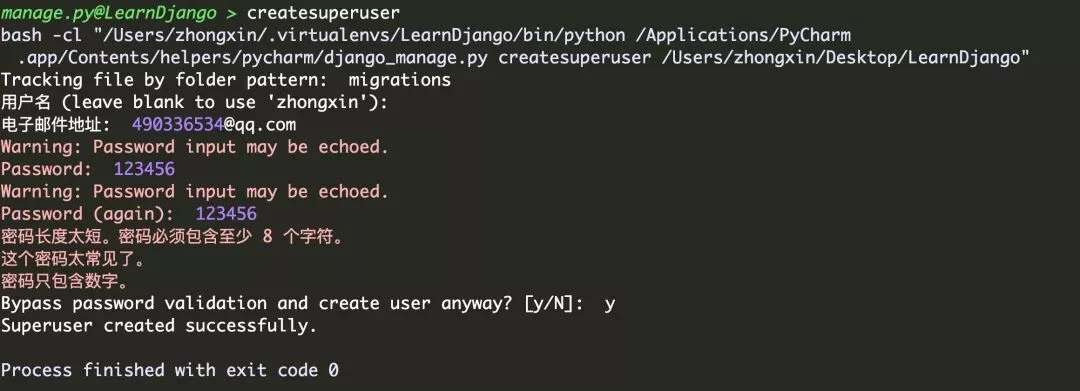 manage.py@LearnDjango > createsuperuser
bash -cl "/Users/zhongxin/.virtualenvs/LearnDjango/bin/python /Applications/PyCharm
.app/Contents/helpers/pycharm/django_manage.py createsuperuser /Users/zhongxin/Desktop/LearnDjango"
Tracking file by folder pattern:  migrations
用户名 (leave blank to use 'zhongxin'):
电子邮件地址:  490336534@qq.com
Warning: Password input may be echoed.
Password:  123456
Warning: Password input may be echoed.
Password (again):  123456
密码长度太短。密码必须包含至少 8 个字符。
这个密码太常见了。
密码只包含数字。
Bypass password validation and create user anyway? [y/N]:  y
Superuser created successfully.
Process finished with exit code 0